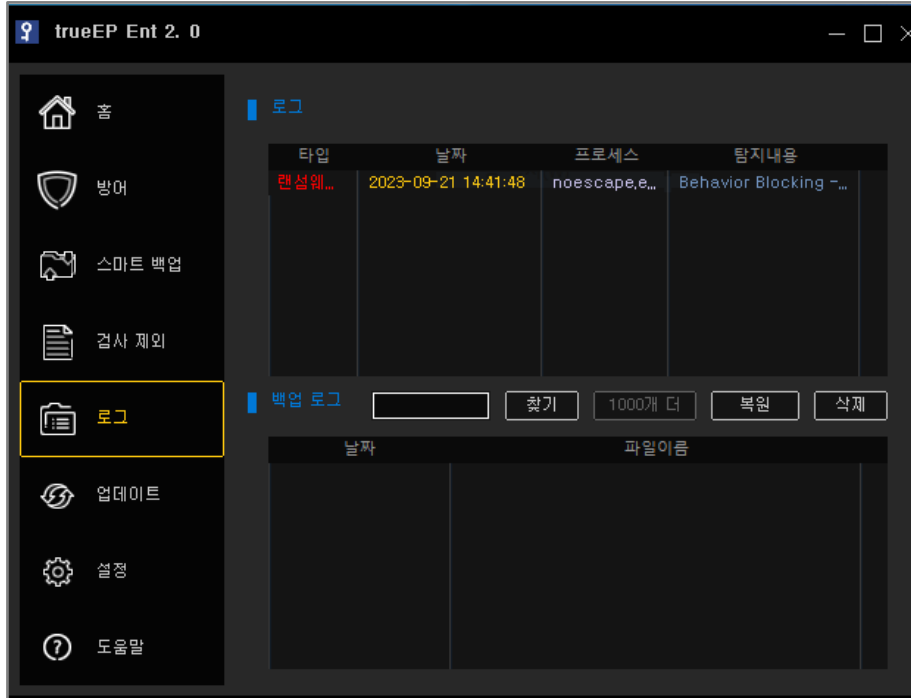 trueEP Ent 2. 0
홈
방어
스마트 백업
검사 제외
로그
업데이트
설정
도움말
로그
타입 날짜 프로세스 탐지내용
랜섬웨... 2023-09-21 14:41:48 noescape,e... Behavior Blocking -...
백업 로그 찾기 1000개 더 복원 삭제
날짜 파일이름